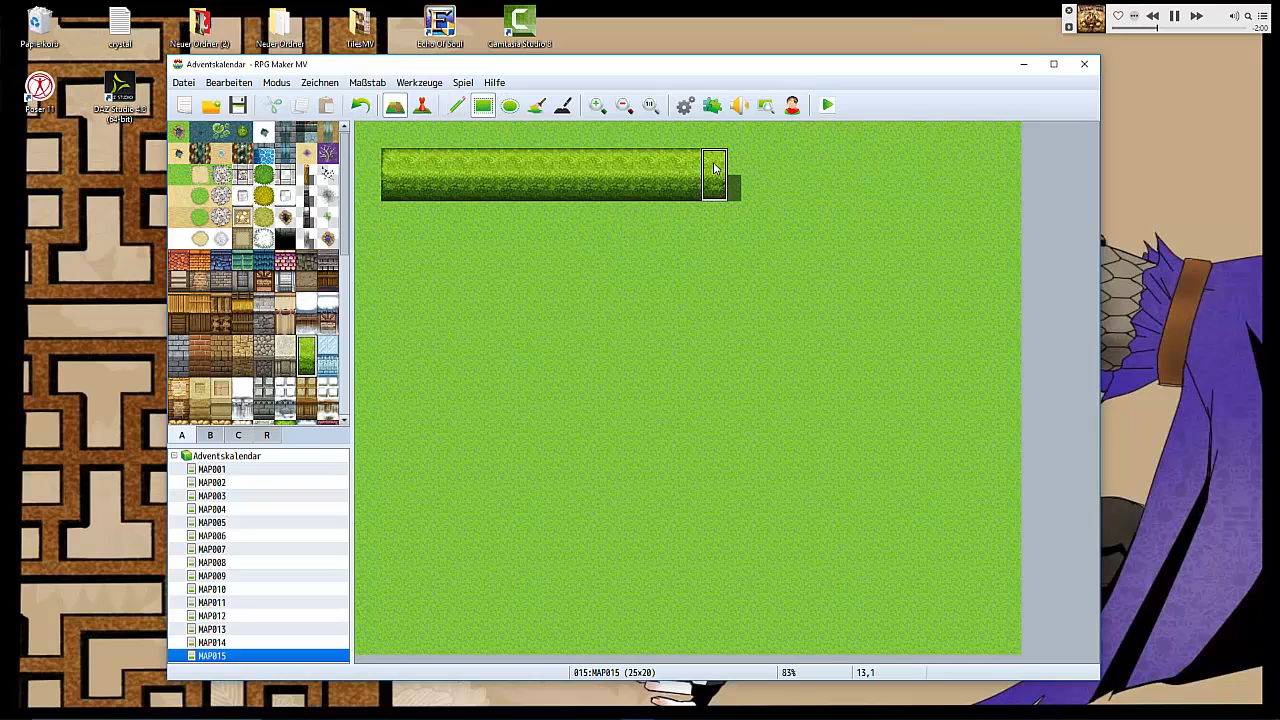 Papierkorb
crystal
Neuer Ordner (2)
Neuer Ordner
TilesMV
Echo Of Soul
Camtasia Studio 8
-2:00
Poser 11
DAZ Studio 4.8
(64-bit)
Adventskalendar - RPG Maker MV
Datei Bearbeiten Modus Zeichnen Maßstab Werkzeuge Spiel Hilfe
A B C R
Adventskalendar
MAP001
MAP002
MAP003
MAP004
MAP005
MAP006
MAP007
MAP008
MAP009
MAP010
MAP011
MAP012
MAP013
MAP014
MAP015
015:MAP015 (25x20) 83% 13,1